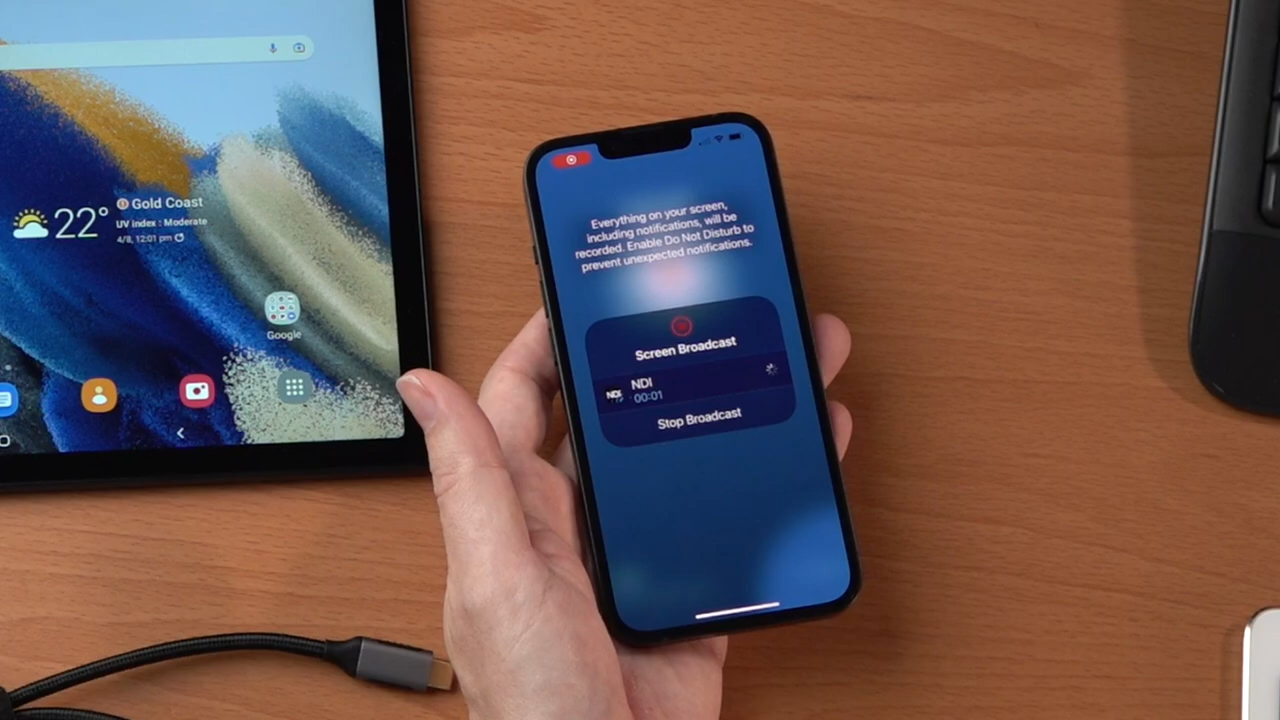 22°
Gold Coast
UV index : Moderate
4/8, 12:01 pm
Google
Everything on your screen,
including notifications, will be
recorded. Enable Do Not Disturb to
prevent unexpected notifications.
Screen Broadcast
NDI
NDI
00:01
Stop Broadcast